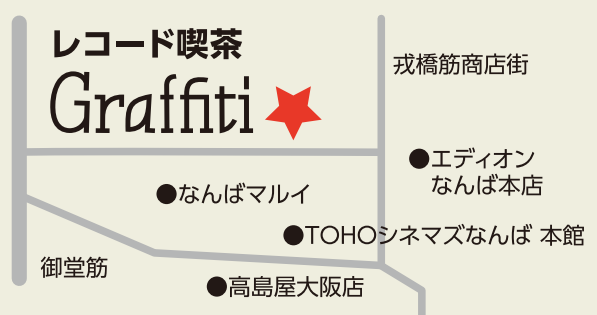 レコード喫茶
Graffiti
戎橋筋商店街
●エディオン
なんば本店
●なんばマルイ
●TOHOシネマズなんば 本館
御堂筋
●高島屋大阪店